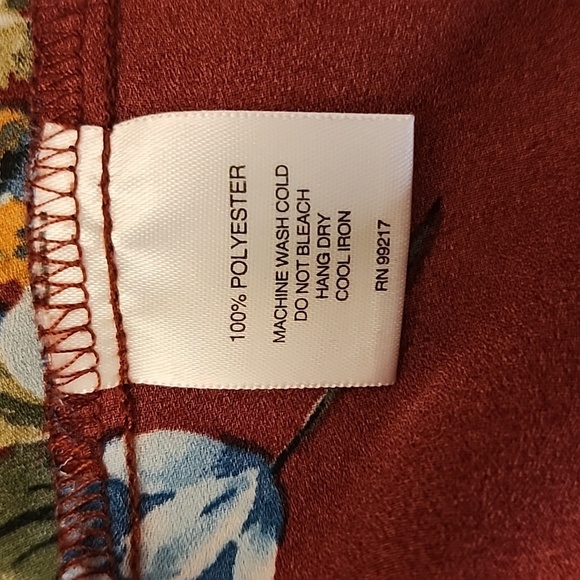 100% POLYESTER
MACHINE WASH COLD
DO NOT BLEACH
HANG DRY
COOL IRON
RN 99217